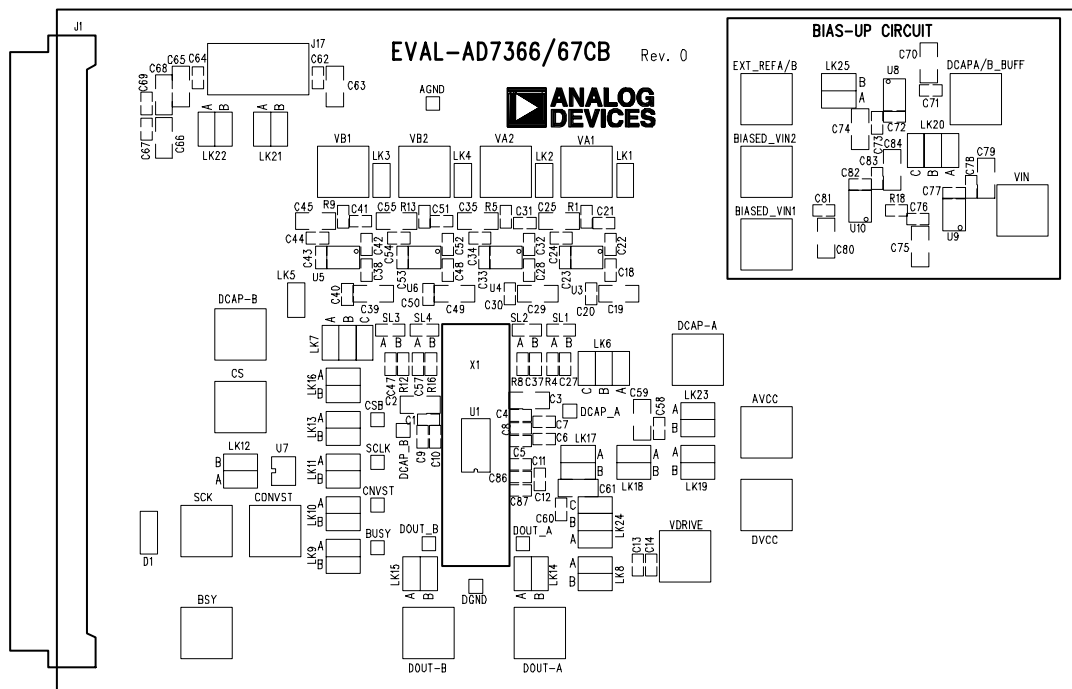 J1
EVAL-AD7366/67CB Rev. 0
ANALOG
DEVICES
BIAS-UP CIRCUIT
J17
C69
C68
C65
C64
C62
C63
C67
C66
A
B
LK22
A
B
LK21
AGND
VB1
LK3
VB2
LK4
VA2
LK2
VA1
LK1
C45
R9
C41
C55
R13
C51
C35
R5
C31
C25
R1
C21
C44
C42
C54
C52
C34
C32
C24
C22
C43
U5
C38
C53
C48
C33
C28
C23
C18
LK5
C40
C39
U6
C50
C49
U4
C30
C29
U3
C20
C19
DCAP-B
A
B
C
LK7
SL3
A B
SL4
A B
SL2
A B
SL1
A B
X1
U1
LK6
C
B
A
DCAP-A
C47
R12
C57
R16
R8
C37
R4
C27
CS
LK16
A
B
C2
C1
C9
C10
C3
C4
C8
C7
C6
C5
C11
C86
C12
C87
DCAP_A
C59
C58
LK23
A
B
AVCC
CSB
LK13
A
B
DCAP_B
LK12
B
A
U7
LK11
A
B
SCLK
LK17
A
B
LK18
A
B
LK19
A
B
SCK
CONVST
LK10
A
B
CNVST
C61
C60
C
B
A
LK24
VDRIVE
DVCC
D1
LK9
A
B
BUSY
DOUT_B
DOUT_A
C13
C14
LK15
A
B
LK14
A
B
LK8
A
B
DGND
BSY
DOUT-B
DOUT-A
EXT_REFA/B
LK25
B
A
U8
C70
C71
DCAPA/B_BUFF
C74
C73
C72
LK20
C
B
A
BIASED_VIN2
C83
C84
C82
C78
C79
C77
VIN
BIASED_VIN1
C81
C80
U10
R18
C76
C75
U9